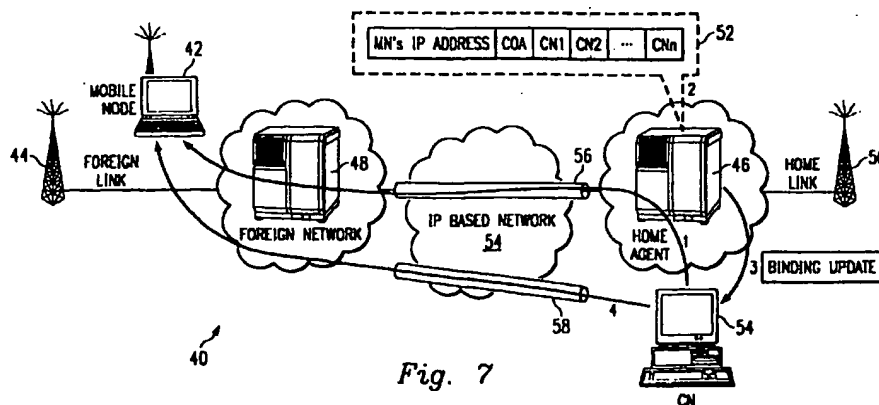 MN's IP ADDRESS COA CN1 CN2 ... CNn
52
42
2
MOBILE NODE
44
FOREIGN LINK
48
56
46
HOME LINK
FOREIGN NETWORK
IP BASED NETWORK
54
HOME AGENT
1
3
BINDING UPDATE
58
4
54
40
Fig. 7
CN